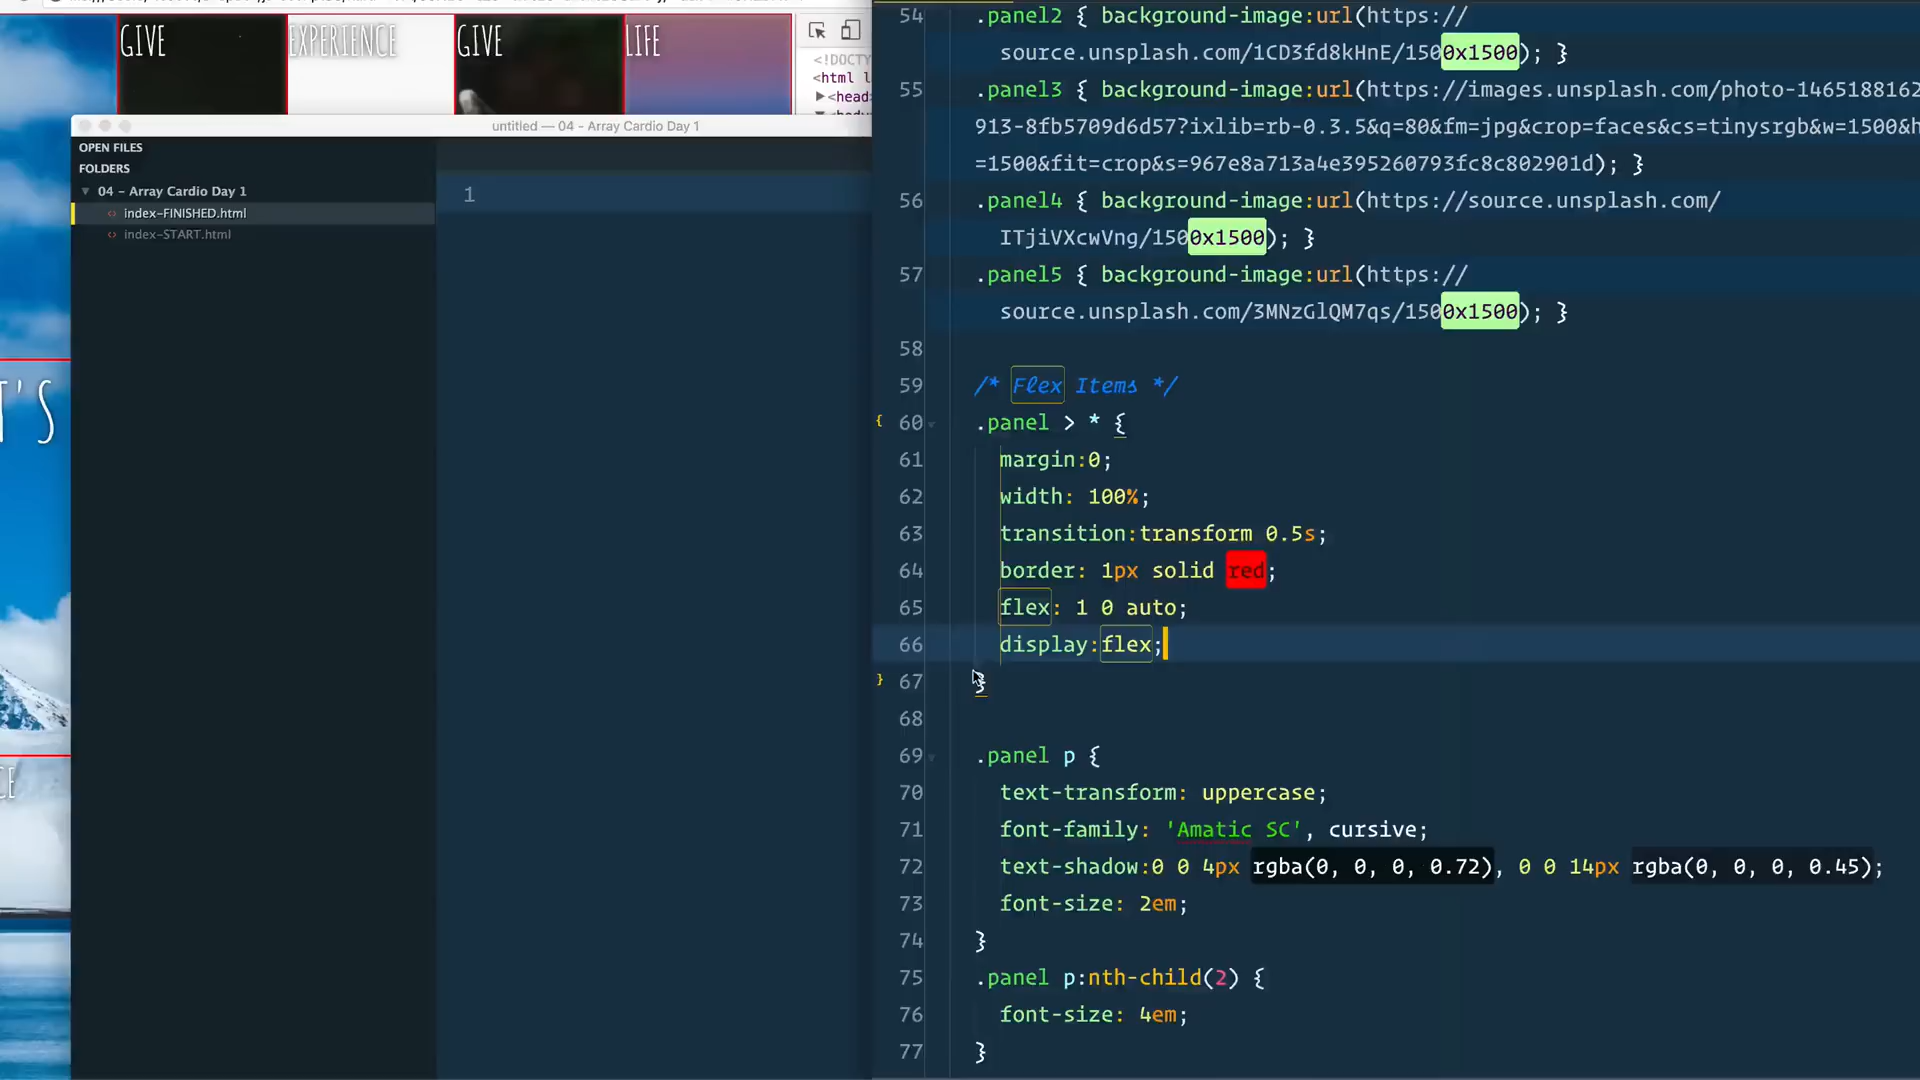 GIVE
EXPERIENCE
GIVE
LIFE
<!DOCTY
<html l
<head>
untitled — 04 - Array Cardio Day 1
OPEN FILES
FOLDERS
04 - Array Cardio Day 1
index-FINISHED.html
index-START.html
1
T'S
CE
54 .panel2 { background-image:url(https://
source.unsplash.com/1CD3fd8kHnE/1500x1500); }
55 .panel3 { background-image:url(https://images.unsplash.com/photo-1465188162
913-8fb5709d6d57?ixlib=rb-0.3.5&q=80&fm=jpg&crop=faces&cs=tinysrgb&w=1500&h
=1500&fit=crop&s=967e8a713a4e395260793fc8c802901d); }
56 .panel4 { background-image:url(https://source.unsplash.com/
ITjiVXcwVng/1500x1500); }
57 .panel5 { background-image:url(https://
source.unsplash.com/3MNzGlQM7qs/1500x1500); }
58
59 /* Flex Items */
{ 60 .panel > * {
61 margin:0;
62 width: 100%;
63 transition:transform 0.5s;
64 border: 1px solid red;
65 flex: 1 0 auto;
66 display:flex;
} 67 }
68
69 .panel p {
70 text-transform: uppercase;
71 font-family: 'Amatic SC', cursive;
72 text-shadow:0 0 4px rgba(0, 0, 0, 0.72), 0 0 14px rgba(0, 0, 0, 0.45);
73 font-size: 2em;
74 }
75 .panel p:nth-child(2) {
76 font-size: 4em;
77 }